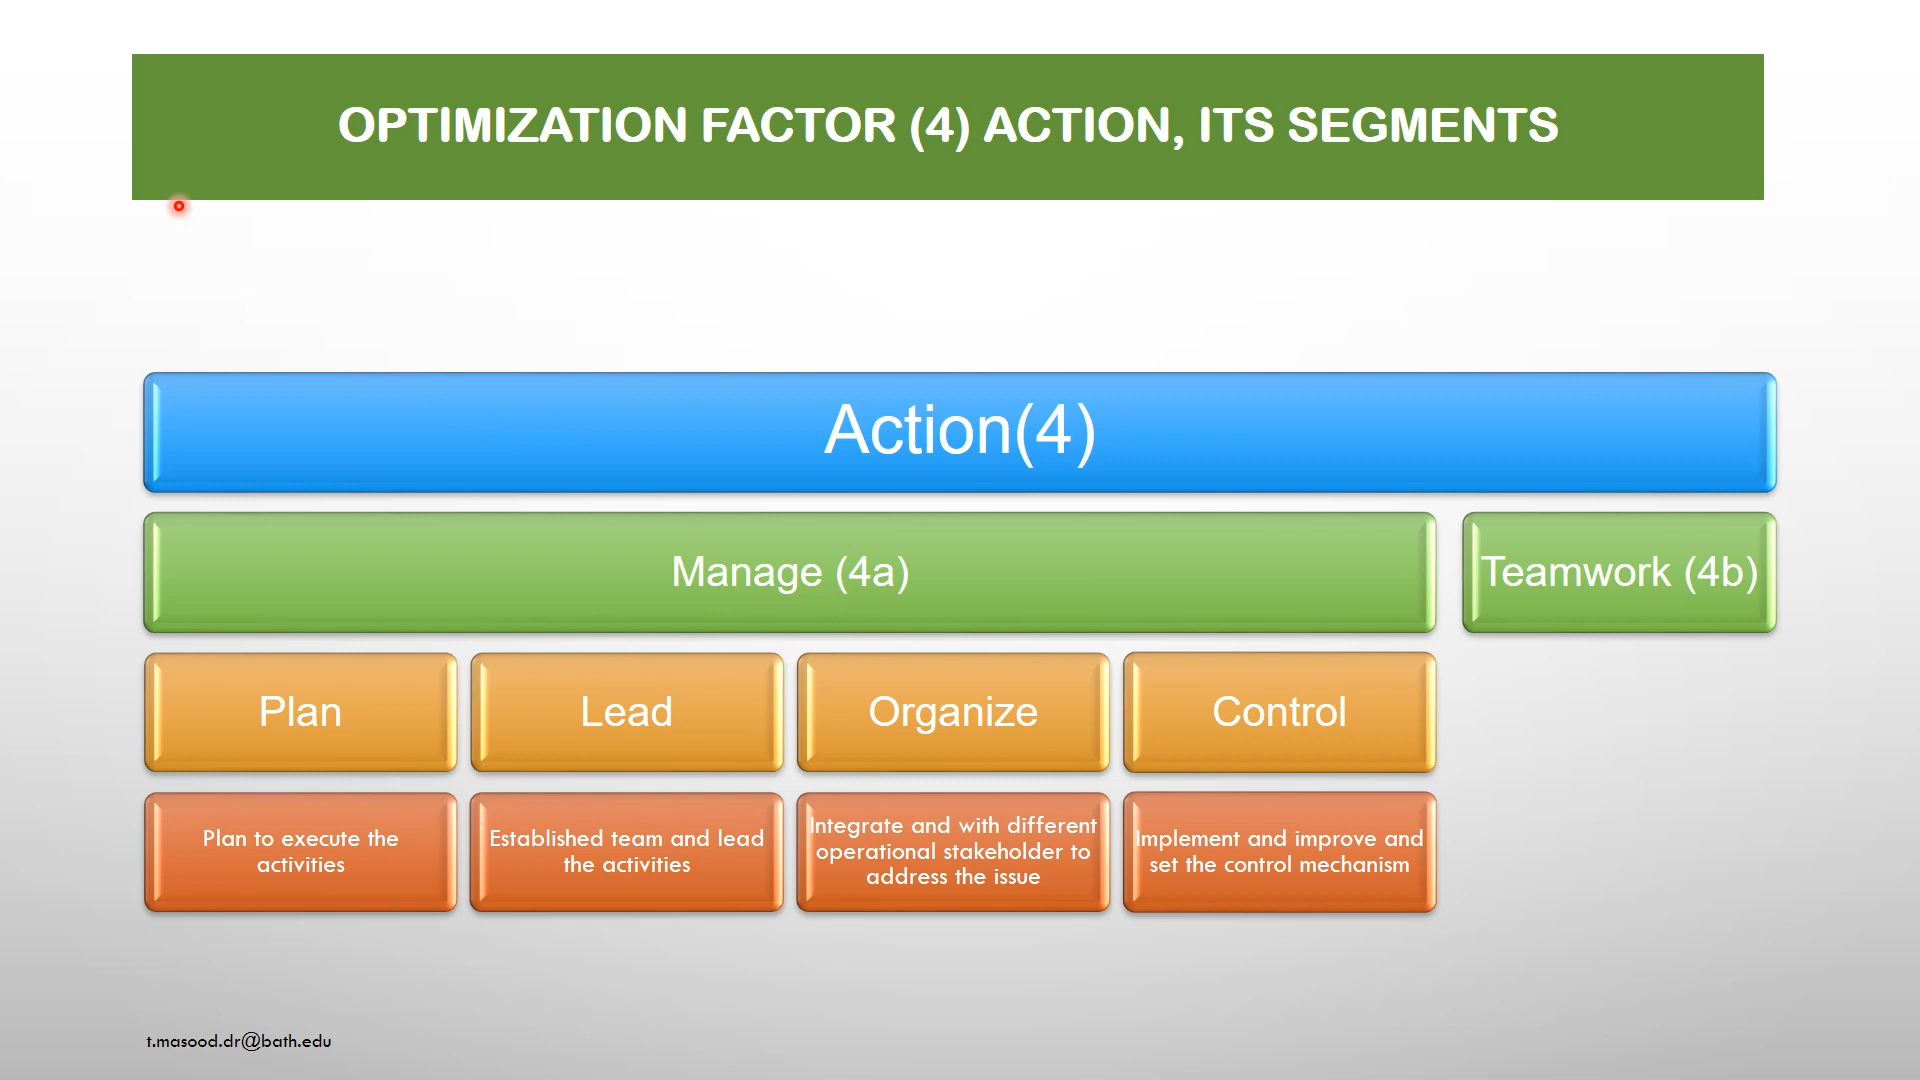 OPTIMIZATION FACTOR (4) ACTION, ITS SEGMENTS
Action(4)
Manage (4a)
Teamwork (4b)
Plan
Lead
Organize
Control
Plan to execute the
activities
Established team and lead
the activities
Integrate and with different
operational stakeholder to
address the issue
Implement and improve and
set the control mechanism
t.masood.dr@bath.edu